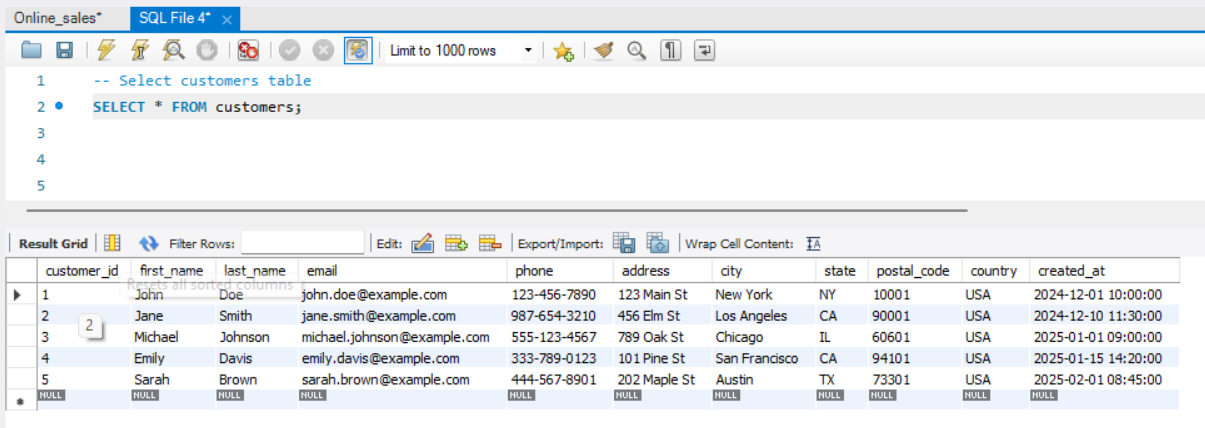 Online_sales* SQL File 4*
Limit to 1000 rows
1 -- Select customers table
2 SELECT * FROM customers;
3
4
5
Result Grid Filter Rows: Edit: Export/Import: Wrap Cell Content: IA
customer_id first_name last_name email phone address city state postal_code country created_at
Resets all sorted columns
1 John Doe john.doe@example.com 123-456-7890 123 Main St New York NY 10001 USA 2024-12-01 10:00:00
2 Jane Smith jane.smith@example.com 987-654-3210 456 Elm St Los Angeles CA 90001 USA 2024-12-10 11:30:00
2
3 Michael Johnson michael.johnson@example.com 555-123-4567 789 Oak St Chicago IL 60601 USA 2025-01-01 09:00:00
4 Emily Davis emily.davis@example.com 333-789-0123 101 Pine St San Francisco CA 94101 USA 2025-01-15 14:20:00
5 Sarah Brown sarah.brown@example.com 444-567-8901 202 Maple St Austin TX 73301 USA 2025-02-01 08:45:00
NULL NULL NULL NULL NULL NULL NULL NULL NULL NULL NULL